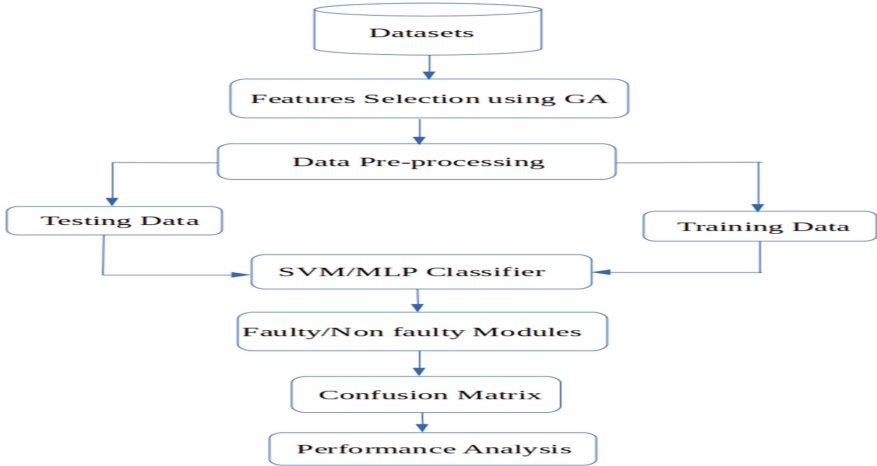 Datasets
Features Selection using GA
Data Pre-processing
Testing Data
Training Data
SVM/MLP Classifier
Faulty/Non faulty Modules
Confusion Matrix
Performance Analysis